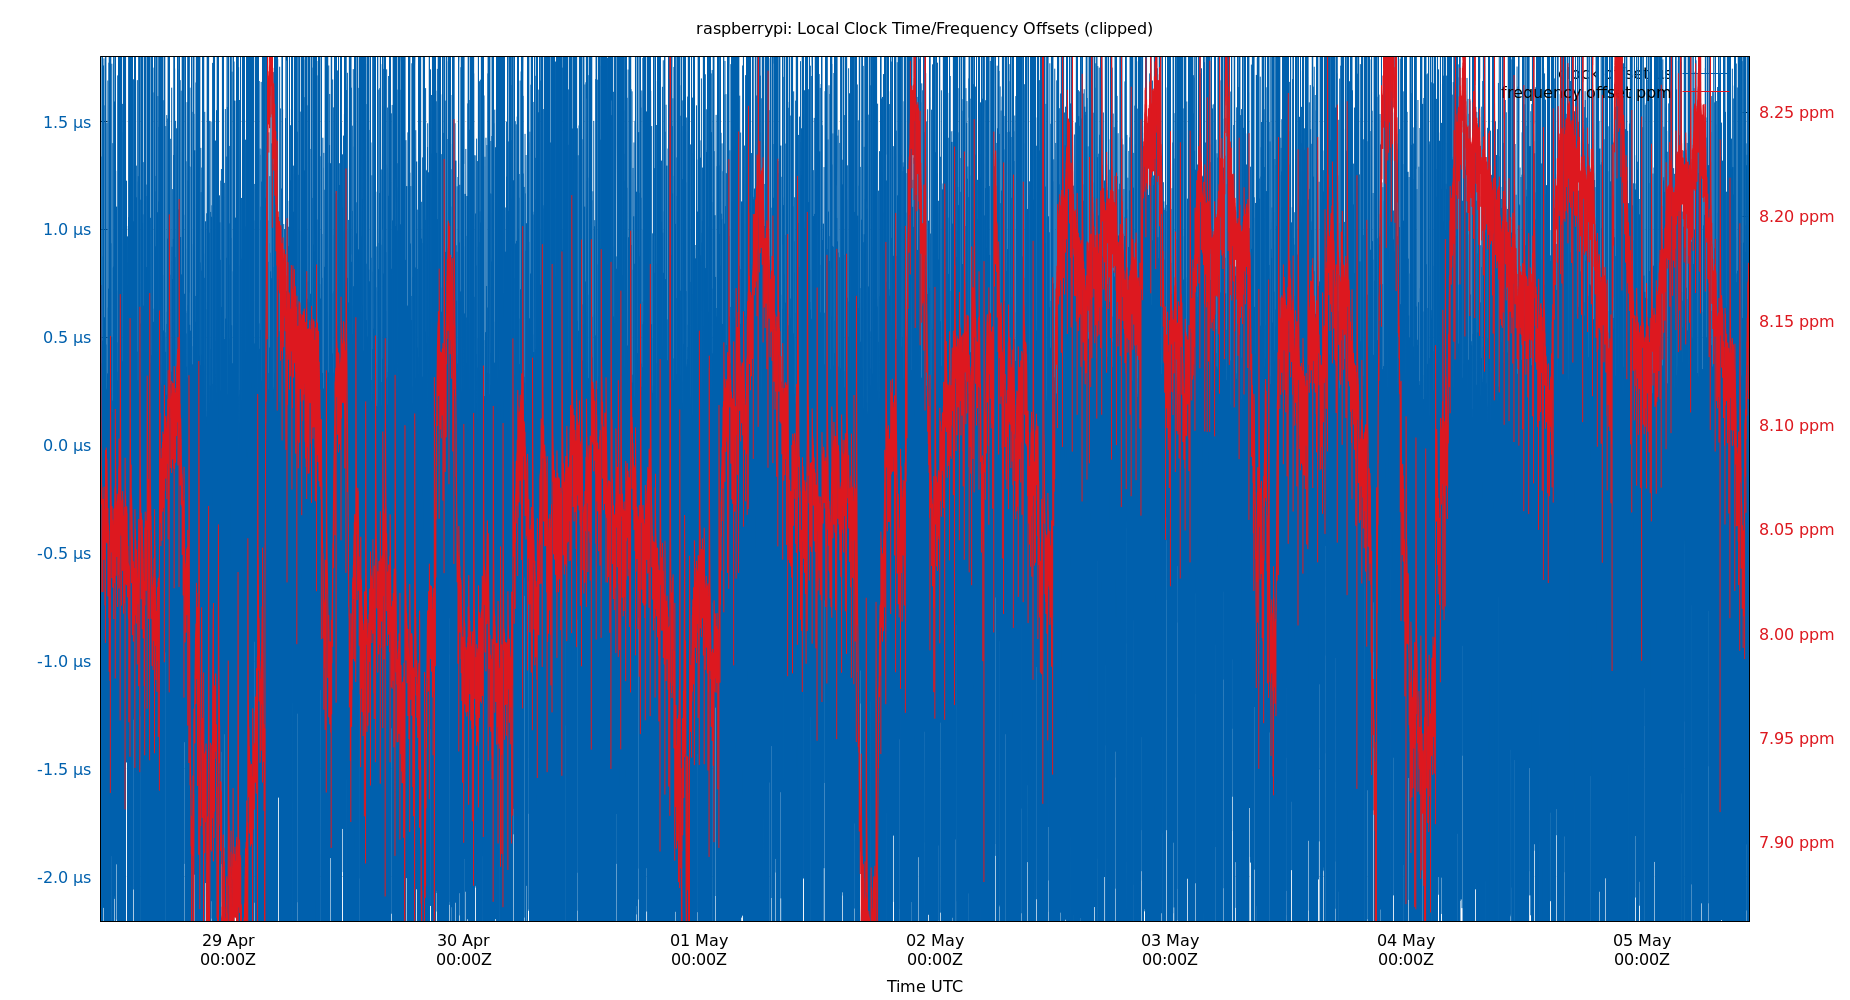 raspberrypi: Local Clock Time/Frequency Offsets (clipped)
frequency offset ppm
1.5 µs
1.0 µs
0.5 µs
0.0 µs
-0.5 µs
-1.0 µs
-1.5 µs
-2.0 µs
8.25 ppm
8.20 ppm
8.15 ppm
8.10 ppm
8.05 ppm
8.00 ppm
7.95 ppm
7.90 ppm
29 Apr
00:00Z
30 Apr
00:00Z
01 May
00:00Z
02 May
00:00Z
03 May
00:00Z
04 May
00:00Z
05 May
00:00Z
Time UTC